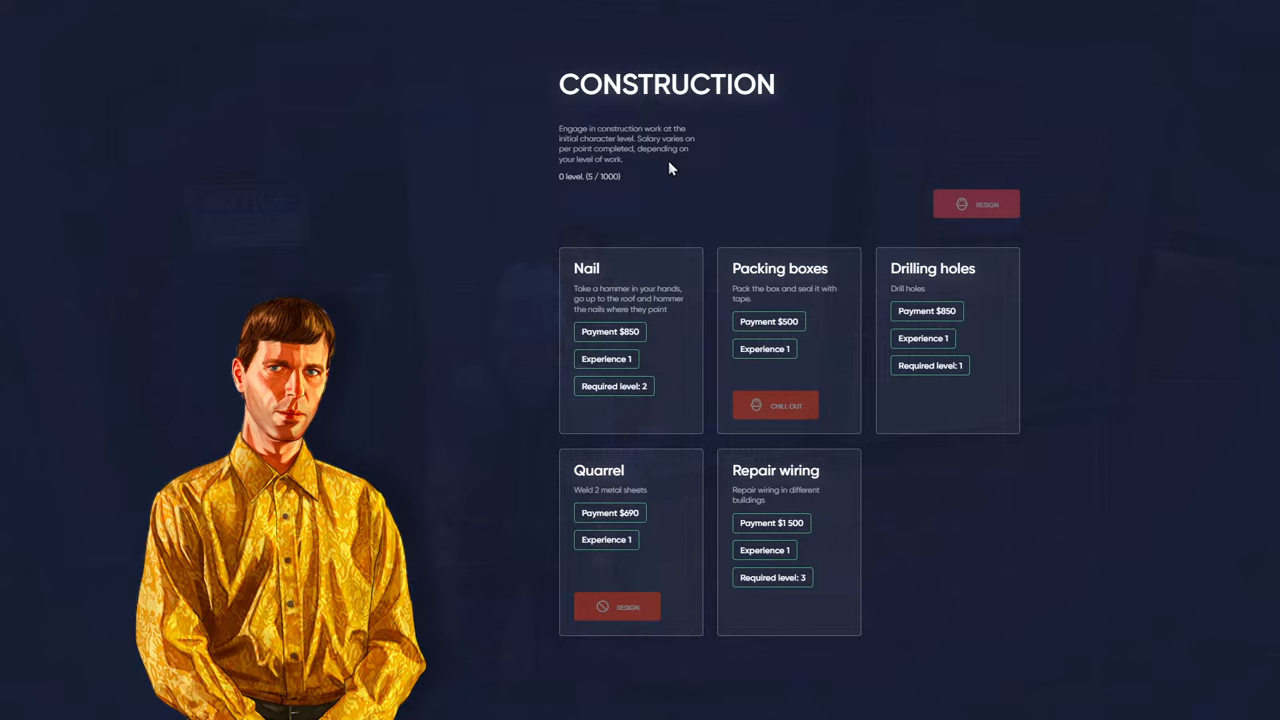 CONSTRUCTION
Engage in construction work at the
initial character level. Salary varies on
per point completed, depending on
your level of work.
0 level. (5 / 1000)
RESIGN
Nail
Take a hammer in your hands,
go up to the roof and hammer
the nails where they point
Payment $850
Experience 1
Required level: 2
Packing boxes
Pack the box and seal it with
tape.
Payment $500
Experience 1
CHILL OUT
Drilling holes
Drill holes
Payment $850
Experience 1
Required level: 1
Quarrel
Weld 2 metal sheets
Payment $690
Experience 1
RESIGN
Repair wiring
Repair wiring in different
buildings
Payment $1 500
Experience 1
Required level: 3